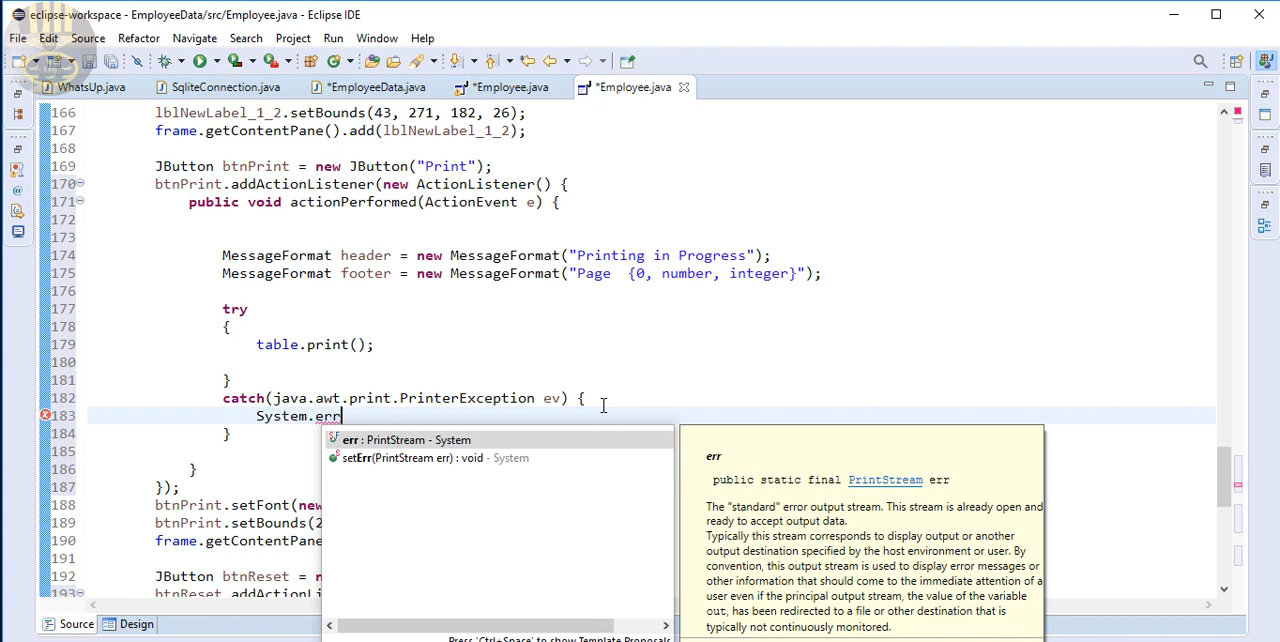 eclipse-workspace - EmployeeData/src/Employee.java - Eclipse IDE
File Edit Source Refactor Navigate Search Project Run Window Help
WhatsUp.java SqliteConnection.java *EmployeeData.java *Employee.java *Employee.java
166 lblNewLabel_1_2.setBounds(43, 271, 182, 26);
167 frame.getContentPane().add(lblNewLabel_1_2);
168
169 JButton btnPrint = new JButton("Print");
170 btnPrint.addActionListener(new ActionListener() {
171 public void actionPerformed(ActionEvent e) {
172
173
174 MessageFormat header = new MessageFormat("Printing in Progress");
175 MessageFormat footer = new MessageFormat("Page  {0, number, integer}");
176
177 try
178 {
179 table.print();
180
181 }
182 catch(java.awt.print.PrinterException ev) {
183 System.err
184 }
185
186 }
187 });
188 btnPrint.setFont(new
189 btnPrint.setBounds(2
190 frame.getContentPane
191
192 JButton btnReset = n
193 btnReset.addActionLi
err : PrintStream - System
setErr(PrintStream err) : void - System
Press 'Ctrl+Space' to show Template Proposals
err
public static final PrintStream err
The "standard" error output stream. This stream is already open and
ready to accept output data.
Typically this stream corresponds to display output or another
output destination specified by the host environment or user. By
convention, this output stream is used to display error messages or
other information that should come to the immediate attention of a
user even if the principal output stream, the value of the variable
out, has been redirected to a file or other destination that is
typically not continuously monitored.
Source Design